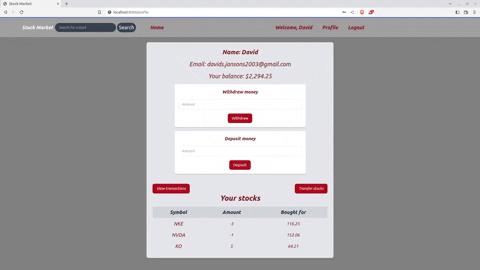 Stock Market
localhost:8000/profile
Stock Market Search for a stock Search Home Welcome, David Profile Logout
Name: David
Email: davids.jansons2003@gmail.com
Your balance: $2,294.25
Withdraw money
Amount
Withdraw
Deposit money
Amount
Deposit
View transactions Transfer stocks
Your stocks
Symbol Amount Bought for
NKE -3 116.25
NVDA -1 152.06
KO 1 64.21